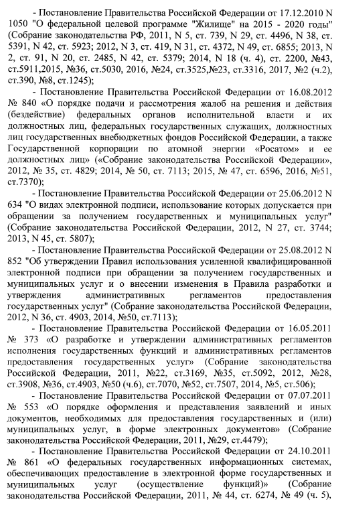 - Постановление Правительства Российской Федерации от 17.12.2010 N
1050 "О федеральной целевой программе "Жилище" на 2015 - 2020 годы"
(Собрание законодательства РФ, 2011, N 5, ст. 739, N 29, ст. 4496, N 38, ст.
5391, N 42, ст. 5923; 2012, N 3, ст. 419, N 31, ст. 4372, N 49, ст. 6855; 2013, N
2, ст. 91, N 20, ст. 2485, N 42, ст. 5379; 2014, N 18 (ч. 4), ст. 2200, №43,
ст.5911,2015, №36, ст.5030, 2016, №24, ст.3525,№23, ст.3316, 2017, №2 (ч.2),
ст.390, №8, ст.1245);
- Постановление Правительства Российской Федерации от 16.08.2012
№ 840 «О порядке подачи и рассмотрения жалоб на решения и действия
(бездействие) федеральных органов исполнительной власти и их
должностных лиц, федеральных государственных служащих, должностных
лиц государственных внебюджетных фондов Российской Федерации, а также
Государственной корпорации по атомной энергии «Росатом» и ее
должностных лиц» («Собрание законодательства Российской Федерации»,
2012, № 35, ст. 4829; 2014, № 50, ст. 7113; 2015, № 47, ст. 6596, 2016, №51,
ст.7370);
- Постановление Правительства Российской Федерации от 25.06.2012 N
634 "О видах электронной подписи, использование которых допускается при
обращении за получением государственных и муниципальных услуг"
(Собрание законодательства Российской Федерации, 2012, N 27, ст. 3744;
2013, N 45, ст. 5807);
- Постановление Правительства Российской Федерации от 25.08.2012 N
852 "Об утверждении Правил использования усиленной квалифицированной
электронной подписи при обращении за получением государственных и
муниципальных услуг и о внесении изменения в Правила разработки и
утверждения административных регламентов предоставления
государственных услуг" (Собрание законодательства Российской Федерации,
2012, N 36, ст. 4903, 2014, №50, ст.7113);
- Постановление Правительства Российской Федерации от 16.05.2011
№ 373 «О разработке и утверждении административных регламентов
исполнения государственных функций и административных регламентов
предоставления государственных услуг» (Собрание законодательства
Российской Федерации, 2011, №22, ст.3169, №35, ст.5092, 2012, №28,
ст.3908, №36, ст.4903, №50 (ч.6), ст.7070, №52, ст.7507, 2014, №5, ст.506);
- Постановление Правительства Российской Федерации от 07.07.2011
№ 553 «О порядке оформления и представления заявлений и иных
документов, необходимых для предоставления государственных и (или)
муниципальных услуг, в форме электронных документов» (Собрание
законодательства Российской Федерации, 2011, №29, ст.4479);
- Постановление Правительства Российской Федерации от 24.10.2011
№ 861 «О федеральных государственных информационных системах,
обеспечивающих предоставление в электронной форме государственных и
муниципальных услуг (осуществление функций)» (Собрание
законодательства Российской Федерации, 2011, № 44, ст. 6274, № 49 (ч. 5),